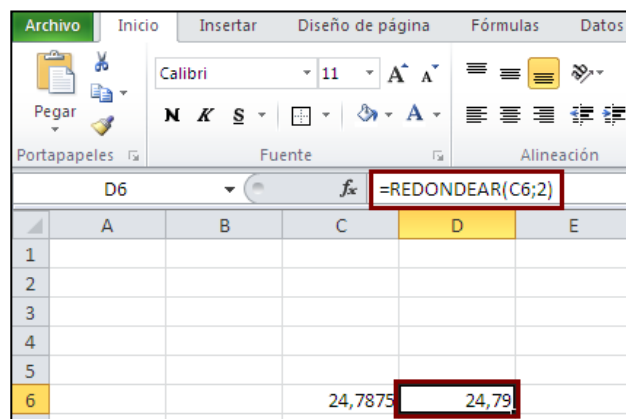 Archivo Inicio Insertar Diseño de página Fórmulas Datos
Pegar Calibri 11 A A
N K S A
Portapapeles Fuente Alineación
D6 fx =REDONDEAR(C6;2)
A B C D E
1
2
3
4
5
6 24,7875 24,79